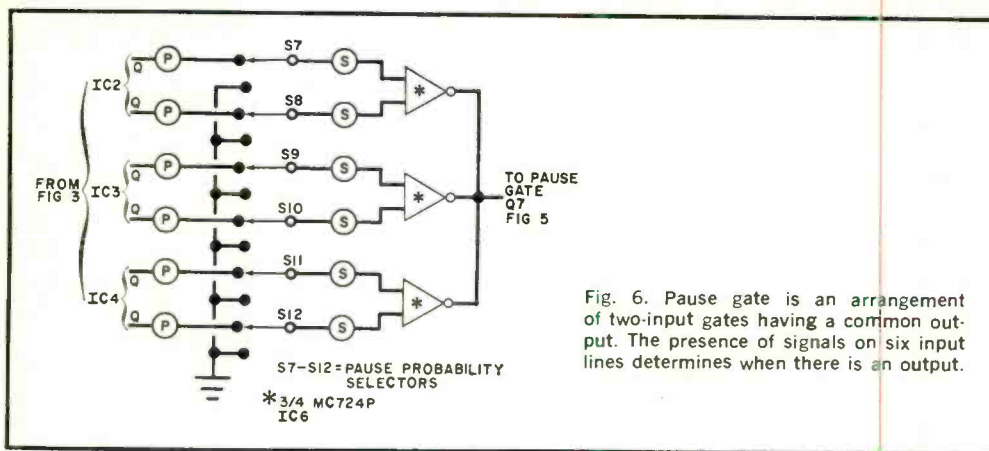 S7
IC2
Q P S
S8
Q P S
*
FROM
FIG 3
S9
IC3
Q P S
S10
Q P S
*
TO PAUSE
GATE
Q7
FIG 5
S11
IC4
Q P S
S12
Q P S
*
S7-S12=PAUSE PROBABILITY
SELECTORS
*3/4 MC724P
IC6
Fig. 6. Pause gate is an arrangement
of two-input gates having a common out-
put. The presence of signals on six input
lines determines when there is an output.